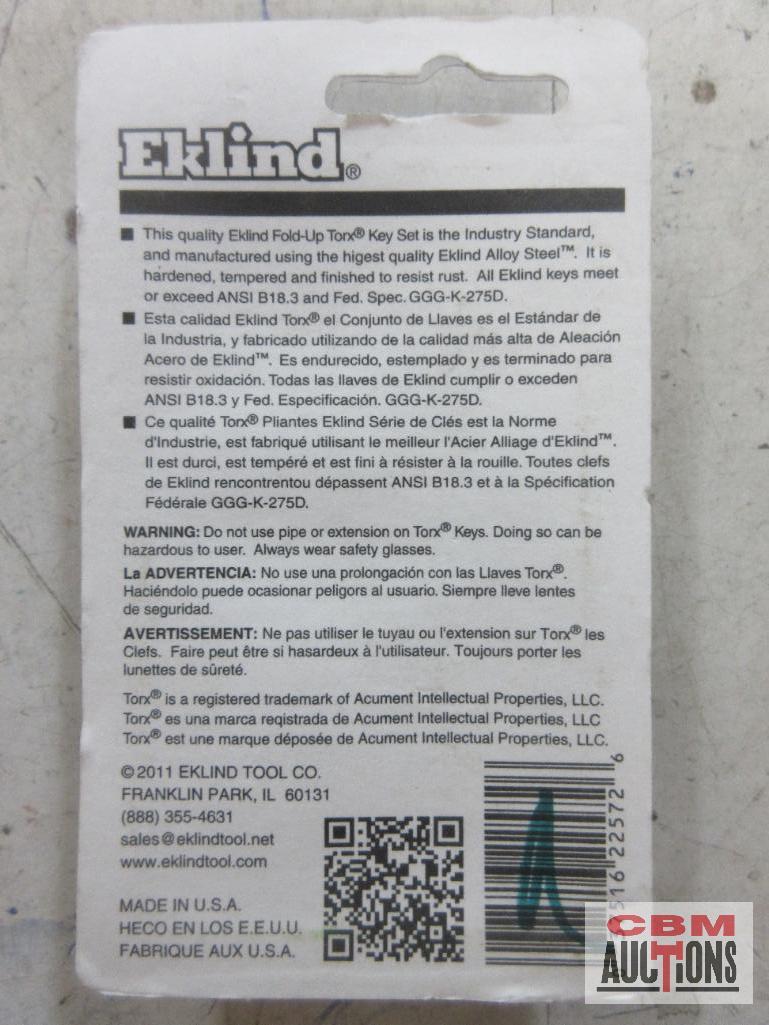 Eklind®
■ This quality Eklind Fold-Up Torx® Key Set is the Industry Standard,
and manufactured using the higest quality Eklind Alloy Steel™. It is
hardened, tempered and finished to resist rust. All Eklind keys meet
or exceed ANSI B18.3 and Fed. Spec. GGG-K-275D.
■ Esta calidad Eklind Torx® el Conjunto de Llaves es el Estándar de
la Industria, y fabricado utilizando de la calidad más alta de Aleación
Acero de Eklind™. Es endurecido, estemplado y es terminado para
resistir oxidación. Todas las llaves de Eklind cumplir o exceden
ANSI B18.3 y Fed. Especificación. GGG-K-275D.
■ Ce qualité Torx® Pliantes Eklind Série de Clés est la Norme
d'Industrie, est fabriqué utilisant le meilleur l'Acier Alliage d'Eklind™.
Il est durci, est tempéré et est fini à résister à la rouille. Toutes clefs
de Eklind rencontrentou dépassent ANSI B18.3 et à la Spécification
Fédérale GGG-K-275D.
WARNING: Do not use pipe or extension on Torx® Keys. Doing so can be
hazardous to user. Always wear safety glasses.
La ADVERTENCIA: No use una prolongación con las Llaves Torx®.
Haciéndolo puede ocasionar peligors al usuario. Siempre lleve lentes
de seguridad.
AVERTISSEMENT: Ne pas utiliser le tuyau ou l'extension sur Torx® les
Clefs. Faire peut être si hasardeux à l'utilisateur. Toujours porter les
lunettes de sûreté.
Torx® is a registered trademark of Acument Intellectual Properties, LLC.
Torx® es una marca reqistrada de Acument Intellectual Properties, LLC
Torx® est une marque déposée de Acument Intellectual Properties, LLC.
© 2011 EKLIND TOOL CO.
FRANKLIN PARK, IL 60131
(888) 355-4631
sales@eklindtool.net
www.eklindtool.com
MADE IN U.S.A.
HECO EN LOS E.E.U.U.
FABRIQUE AUX U.S.A.
22572 6
CBM
AUCTIONS